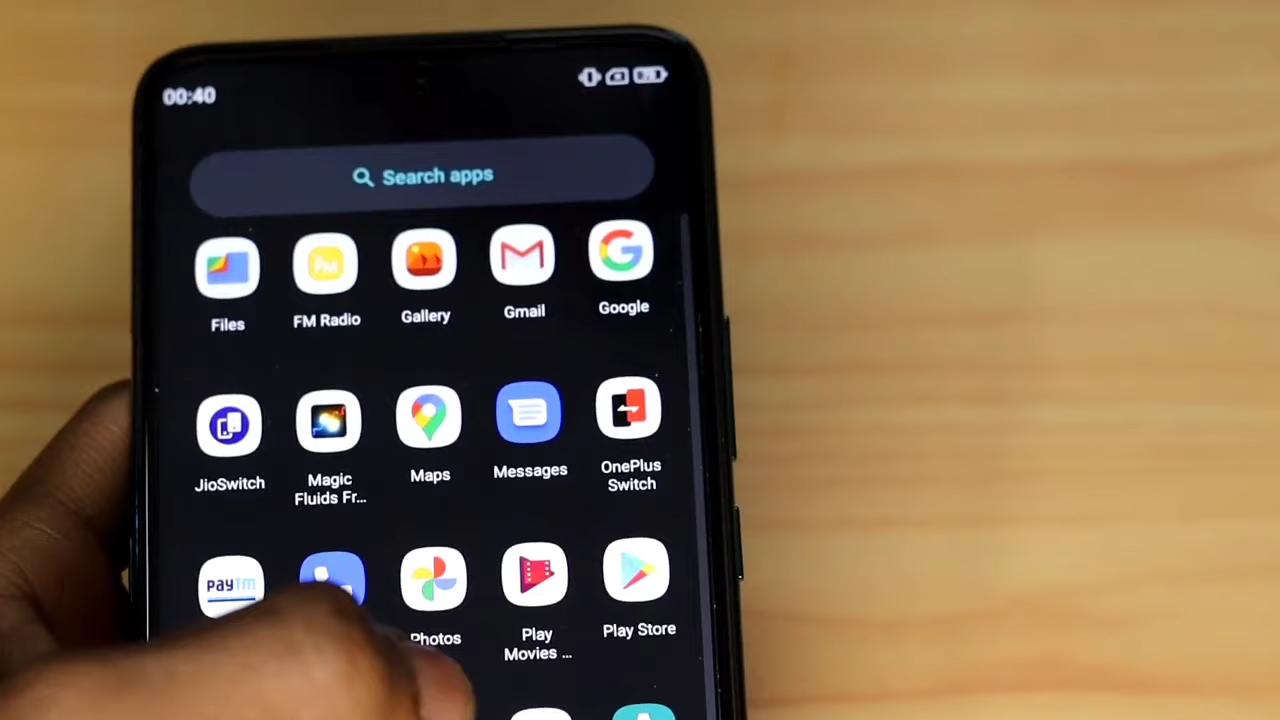 00:40
Search apps
FM
Files
FM Radio
Gallery
Gmail
Google
JioSwitch
Magic
Fluids Fr...
Maps
Messages
OnePlus
Switch
paytm
Photos
Play
Movies ...
Play Store